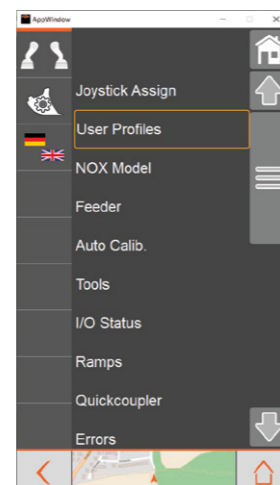 AppWindow
Joystick Assign
User Profiles
NOX Model
Feeder
Auto Calib.
Tools
I/O Status
Ramps
Quickcoupler
Errors